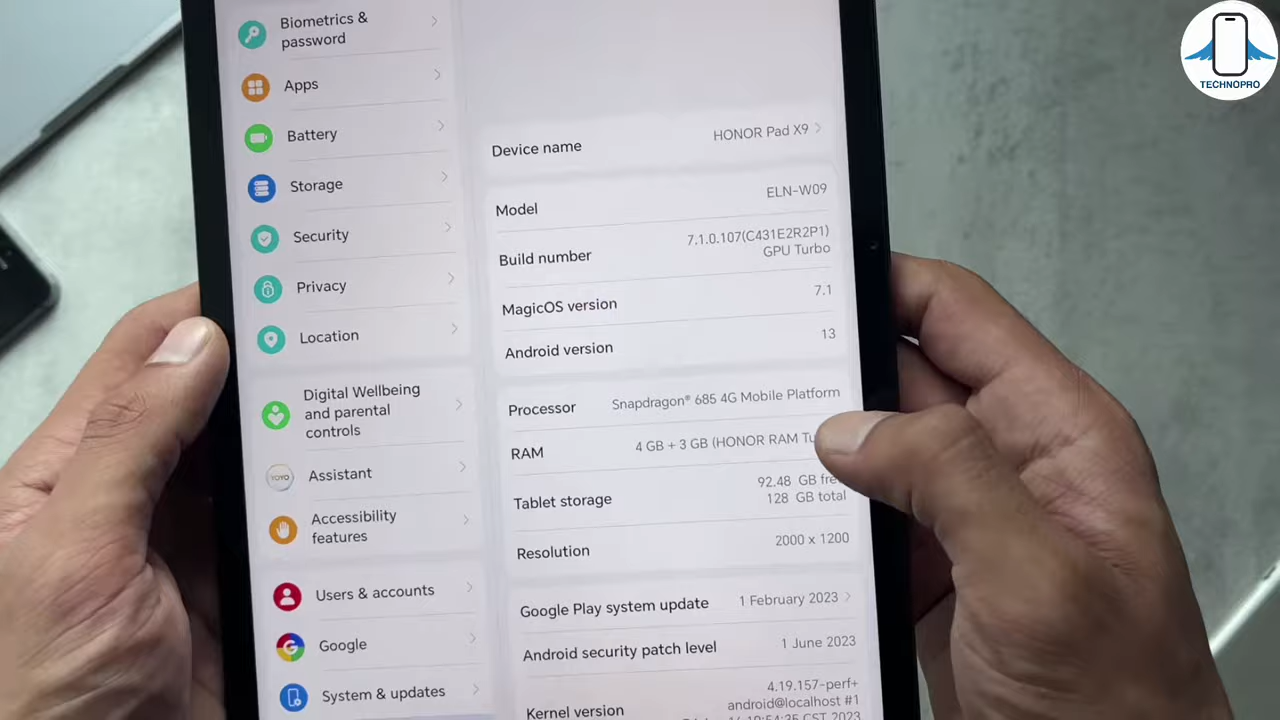 TECHNOPRO
Biometrics &
password
Apps
Battery
Storage
Security
Privacy
Location
Digital Wellbeing
and parental
controls
Assistant
YOYO
Accessibility
features
Users & accounts
Google
System & updates
Device name
HONOR Pad X9
Model
ELN-W09
Build number
7.1.0.107(C431E2R2P1)
GPU Turbo
MagicOS version
7.1
Android version
13
Processor
Snapdragon® 685 4G Mobile Platform
RAM
4 GB + 3 GB (HONOR RAM
Tablet storage
92.48 GB
128 GB total
Resolution
2000 x 1200
Google Play system update
1 February 2023
Android security patch level
1 June 2023
Kernel version
4.19.157-perf+
android@localhost #1